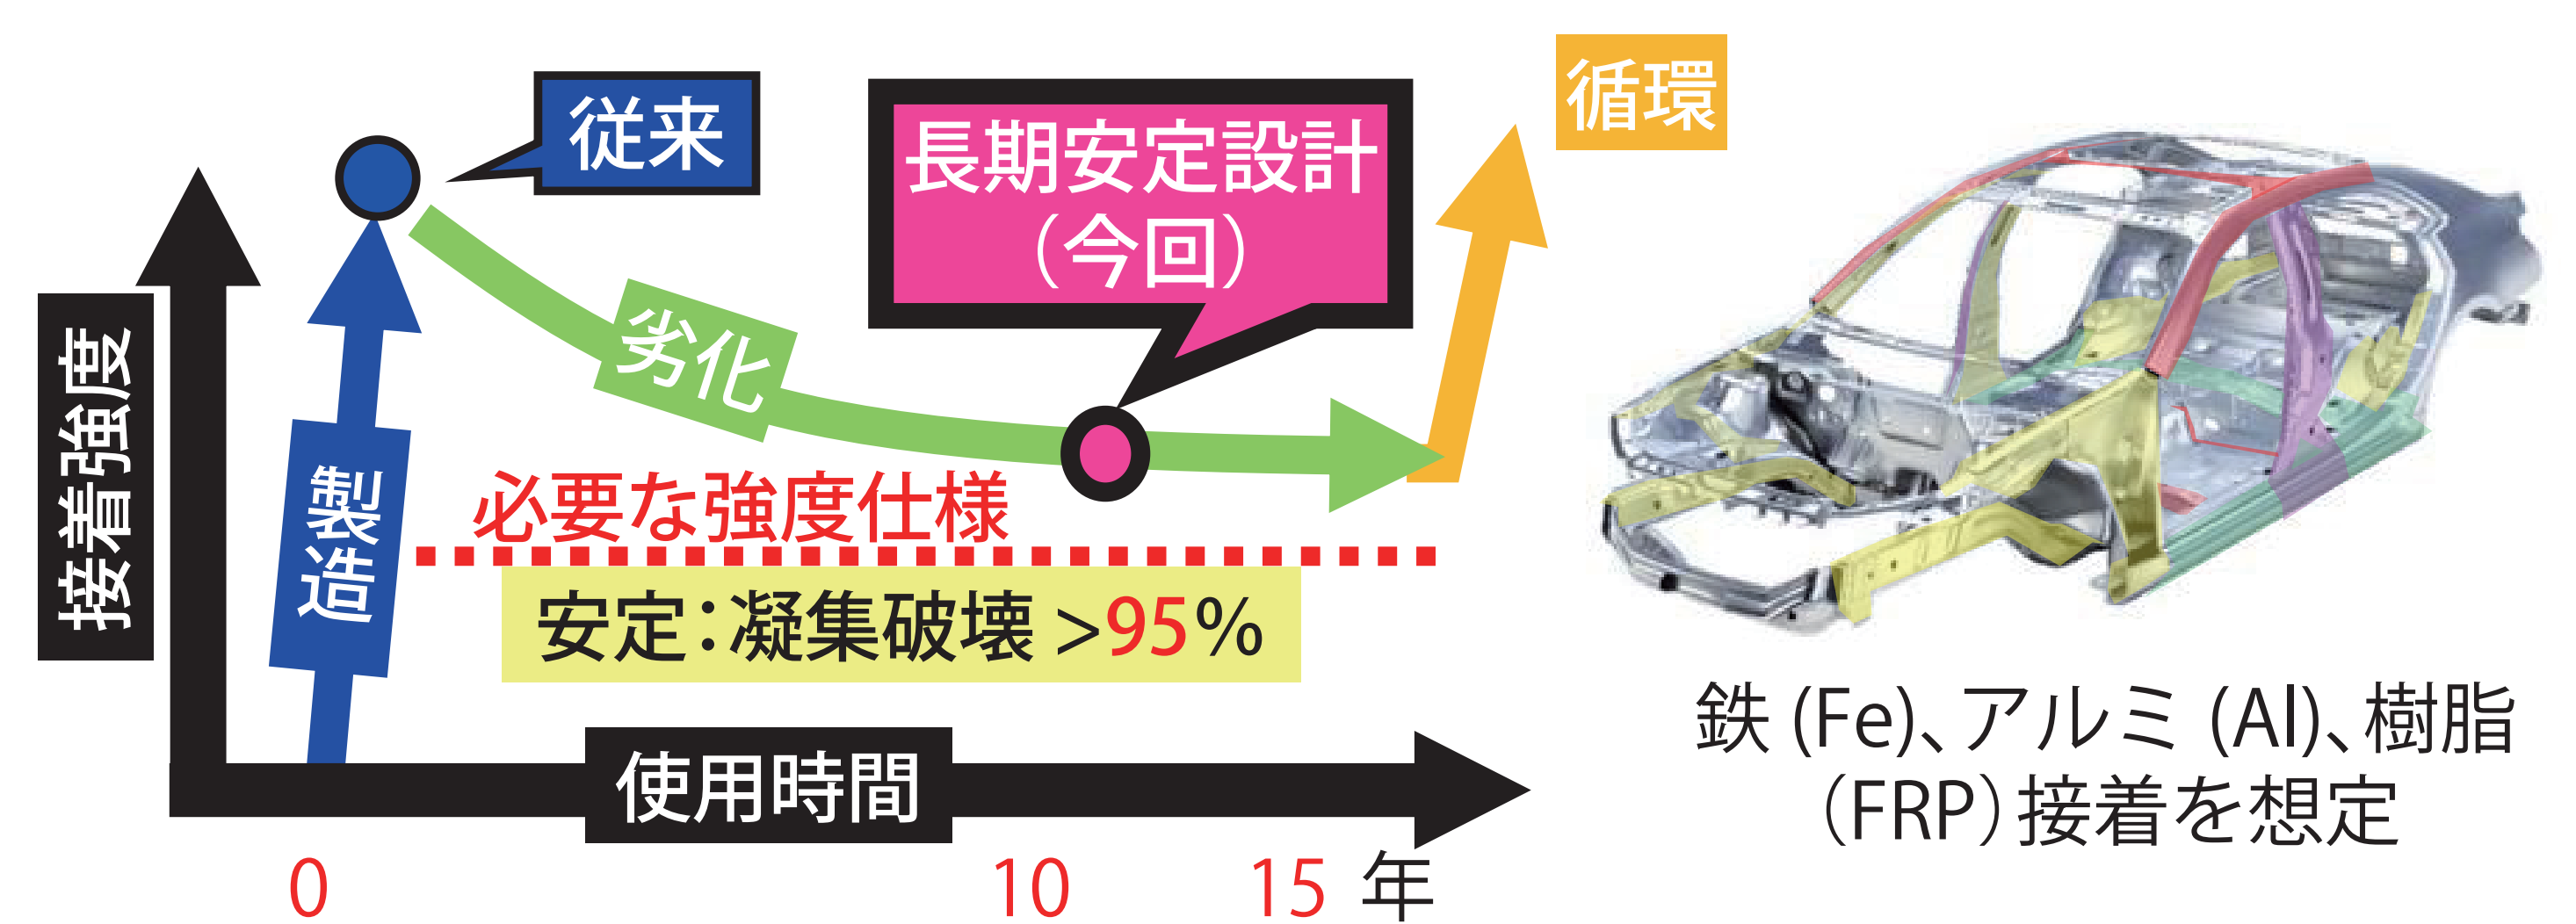 従来
長期安定設計
（今回）
循環
接着強度
製造
劣化
必要な強度仕様
安定：凝集破壊 >95%
使用時間
0 10 15 年
鉄 (Fe)、アルミ (Al)、樹脂
（FRP）接着を想定